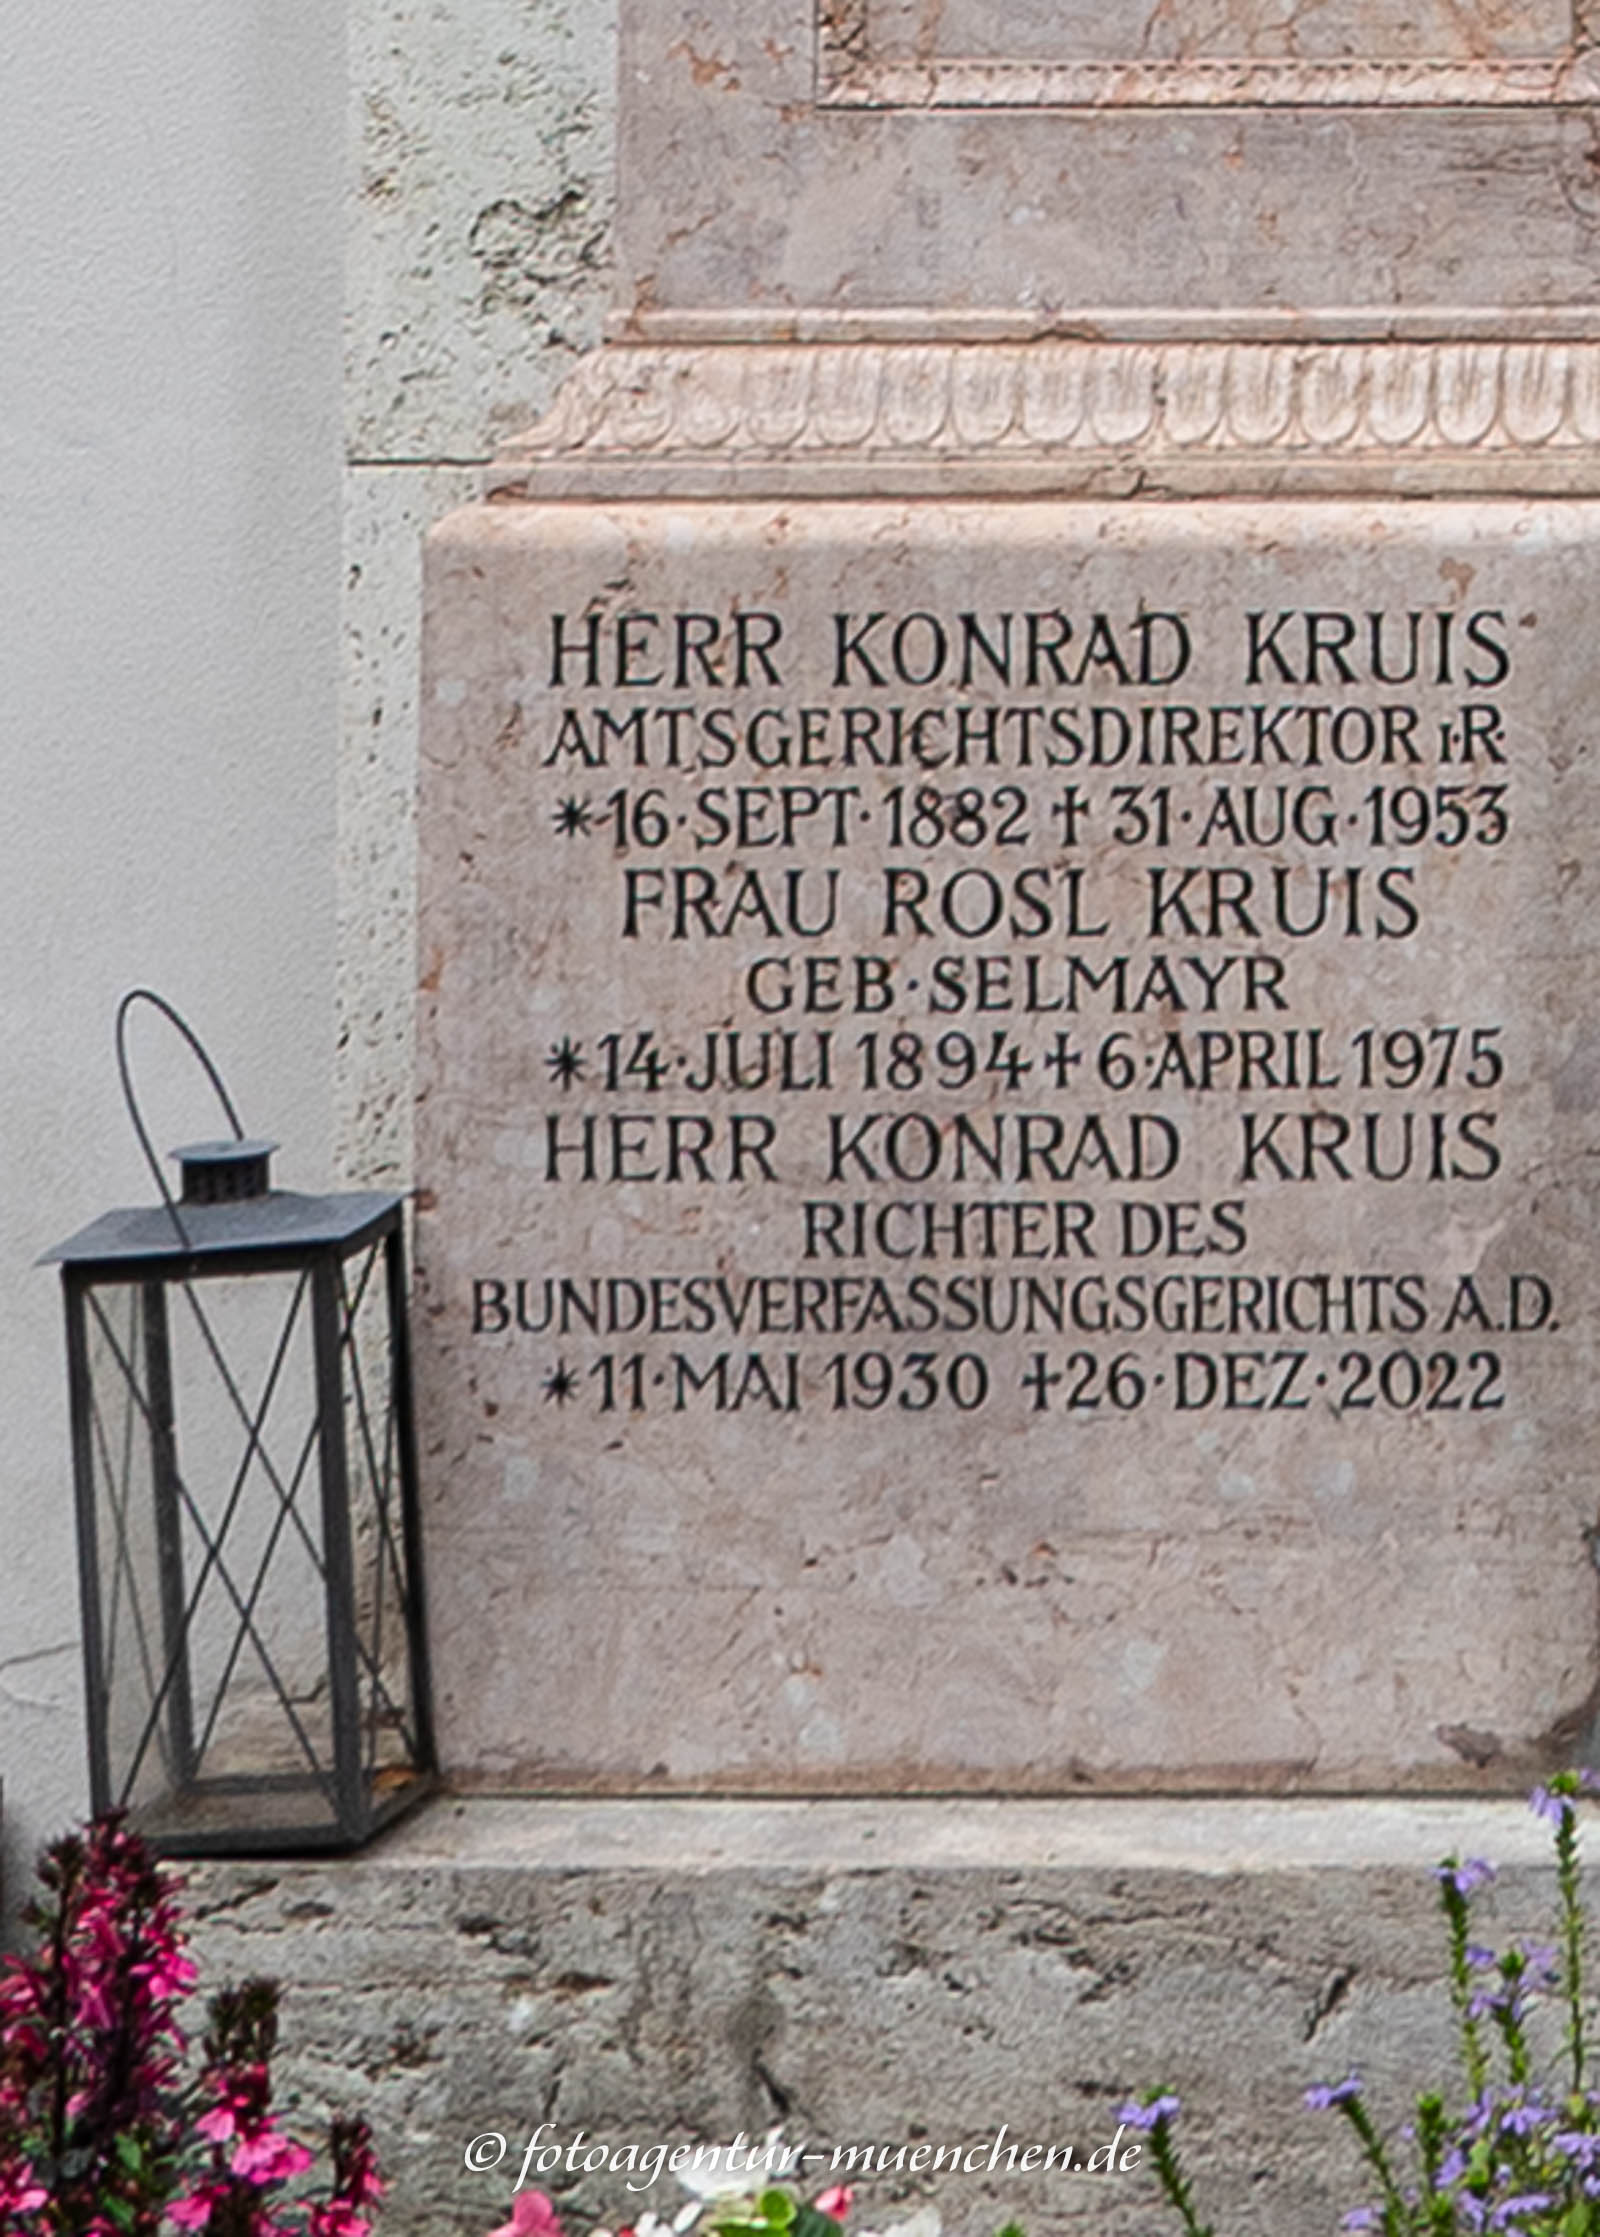 HERR KONRAD KRUIS
AMTSGERICHTSDIREKTOR I·R·
*16·SEPT·1882 † 31·AUG·1953
FRAU ROSL KRUIS
GEB·SELMAYR
*14·JULI 1894 † 6·APRIL 1975
HERR KONRAD KRUIS
RICHTER DES
BUNDESVERFASSUNGSGERICHTS A.D.
*11·MAI 1930 †26·DEZ·2022
© fotoagentur-muenchen.de